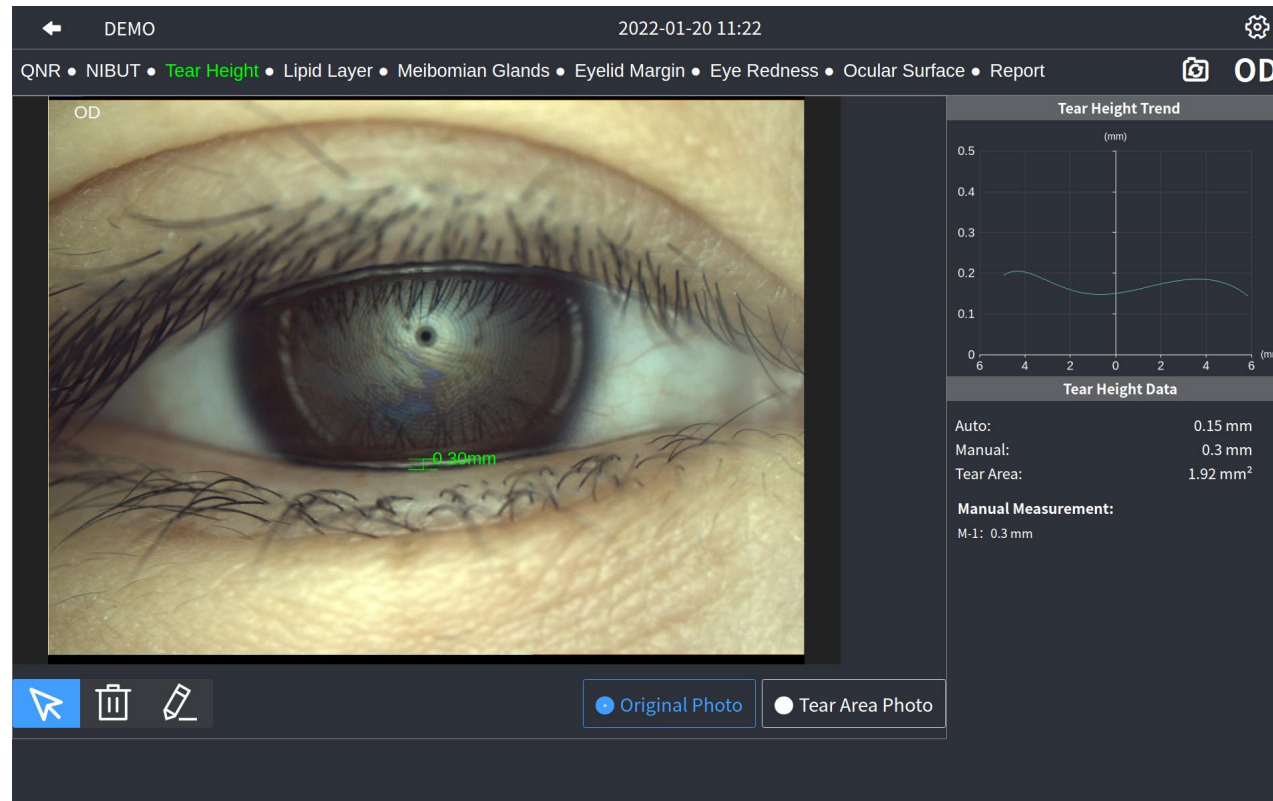 DEMO 2022-01-20 11:22
QNR ● NIBUT ● Tear Height ● Lipid Layer ● Meibomian Glands ● Eyelid Margin ● Eye Redness ● Ocular Surface ● Report OD
OD
Tear Height Trend
(mm)
0.5
0.4
0.3
0.2
0.1
0
6 4 2 0 2 4 6
Tear Height Data
Auto: 0.15 mm
Manual: 0.3 mm
Tear Area: 1.92 mm²
Manual Measurement:
M-1: 0.3 mm
0.30mm
Original Photo
Tear Area Photo